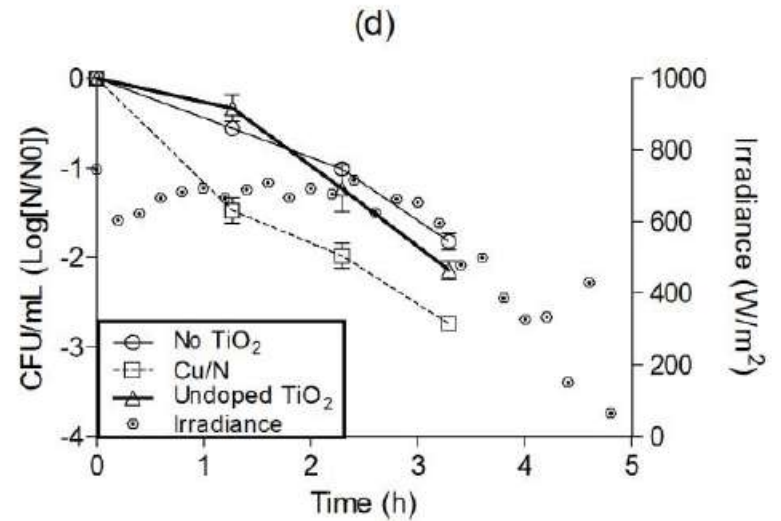 (d)
CFU/mL (Log[N/N0])
0
-1
-2
-3
-4
1000
800
600
400
200
0
Irradiance (W/m²)
No TiO₂
Cu/N
Undoped TiO₂
Irradiance
0 1 2 3 4 5
Time (h)